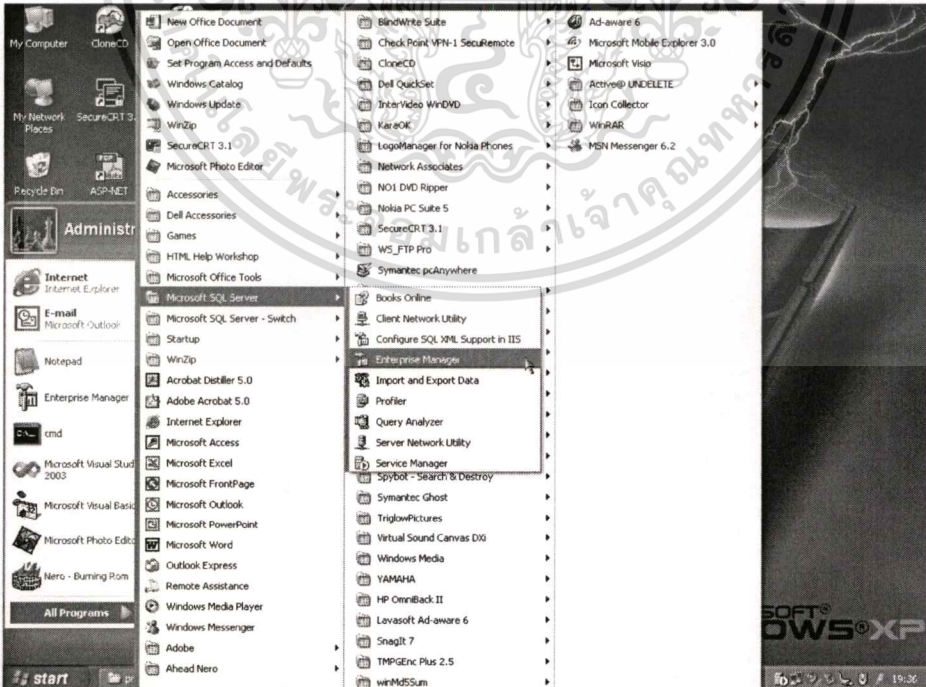 My Computer
CloneCD
My Network Places
SecureCRT 3.
Recycle Bin
ASP-NET
Administr
Internet
Internet Explorer
E-mail
Microsoft Outlook
Notepad
Enterprise Manager
cmd
Microsoft Visual Stud
2003
Microsoft Visual Basic
Microsoft Photo Edito
Nero - Burning Rom
All Programs
start
New Office Document
Open Office Document
Set Program Access and Defaults
Windows Catalog
Windows Update
WinZip
SecureCRT 3.1
Microsoft Photo Editor
Accessories
Dell Accessories
Games
HTML Help Workshop
Microsoft Office Tools
Microsoft SQL Server
Microsoft SQL Server - Switch
Startup
WinZip
Acrobat Distiller 5.0
Adobe Acrobat 5.0
Internet Explorer
Microsoft Access
Microsoft Excel
Microsoft FrontPage
Microsoft Outlook
Microsoft PowerPoint
Microsoft Word
Outlook Express
Remote Assistance
Windows Media Player
Windows Messenger
Adobe
Ahead Nero
BlindWrite Suite
Check Point VPN-1 SecuRemote
CloneCD
Dell QuickSet
InterVideo WinDVD
KaraOK
LogoManager for Nokia Phones
Network Associates
NO1 DVD Ripper
Nokia PC Suite 5
SecureCRT 3.1
WS_FTP Pro
Symantec pcAnywhere
Books Online
Client Network Utility
Configure SQL XML Support in IIS
Enterprise Manager
Import and Export Data
Profiler
Query Analyzer
Server Network Utility
Service Manager
Spybot - Search & Destroy
Symantec Ghost
TriglowPictures
Virtual Sound Canvas DXi
Windows Media
YAMAHA
HP OmniBack II
Lavasoft Ad-aware 6
SnagIt 7
TMPGEnc Plus 2.5
winMd5Sum
Ad-aware 6
Microsoft Mobile Explorer 3.0
Microsoft Visio
Active@ UNDELETE
Icon Collector
WinRAR
MSN Messenger 6.2
OSOFT®
OWS®XP
19:36